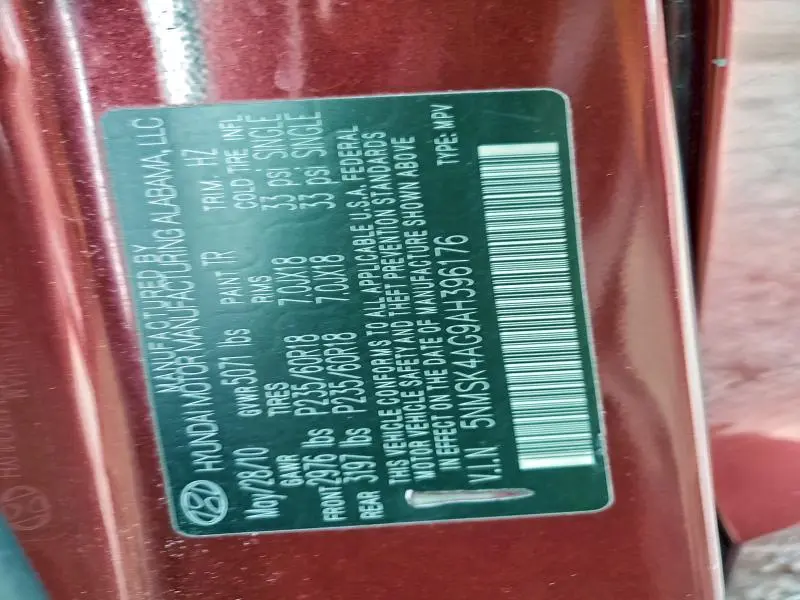 MANUFACTURED BY
HYUNDAI MOTOR MANUFACTURING ALABAMA, LLC
May/28/10 GVWR 5071 lbs PAINT TR TRIM. HZ
GAWR TIRES RMS COLD TIRE INFL
FRONT 2976 lbs P235/60R18 7.0JX18 33 psi SINGLE
REAR 3197 lbs P235/60R18 7.0JX18 33 psi SINGLE
THIS VEHICLE CONFORMS TO ALL APPLICABLE U.S.A. FEDERAL
MOTOR VEHICLE SAFETY AND THEFT PREVENTION STANDARDS
IN EFFECT ON THE DATE OF MANUFACTURE SHOWN ABOVE
V.I.N 5NMSK4AG9AH396176 TYPE: MPV